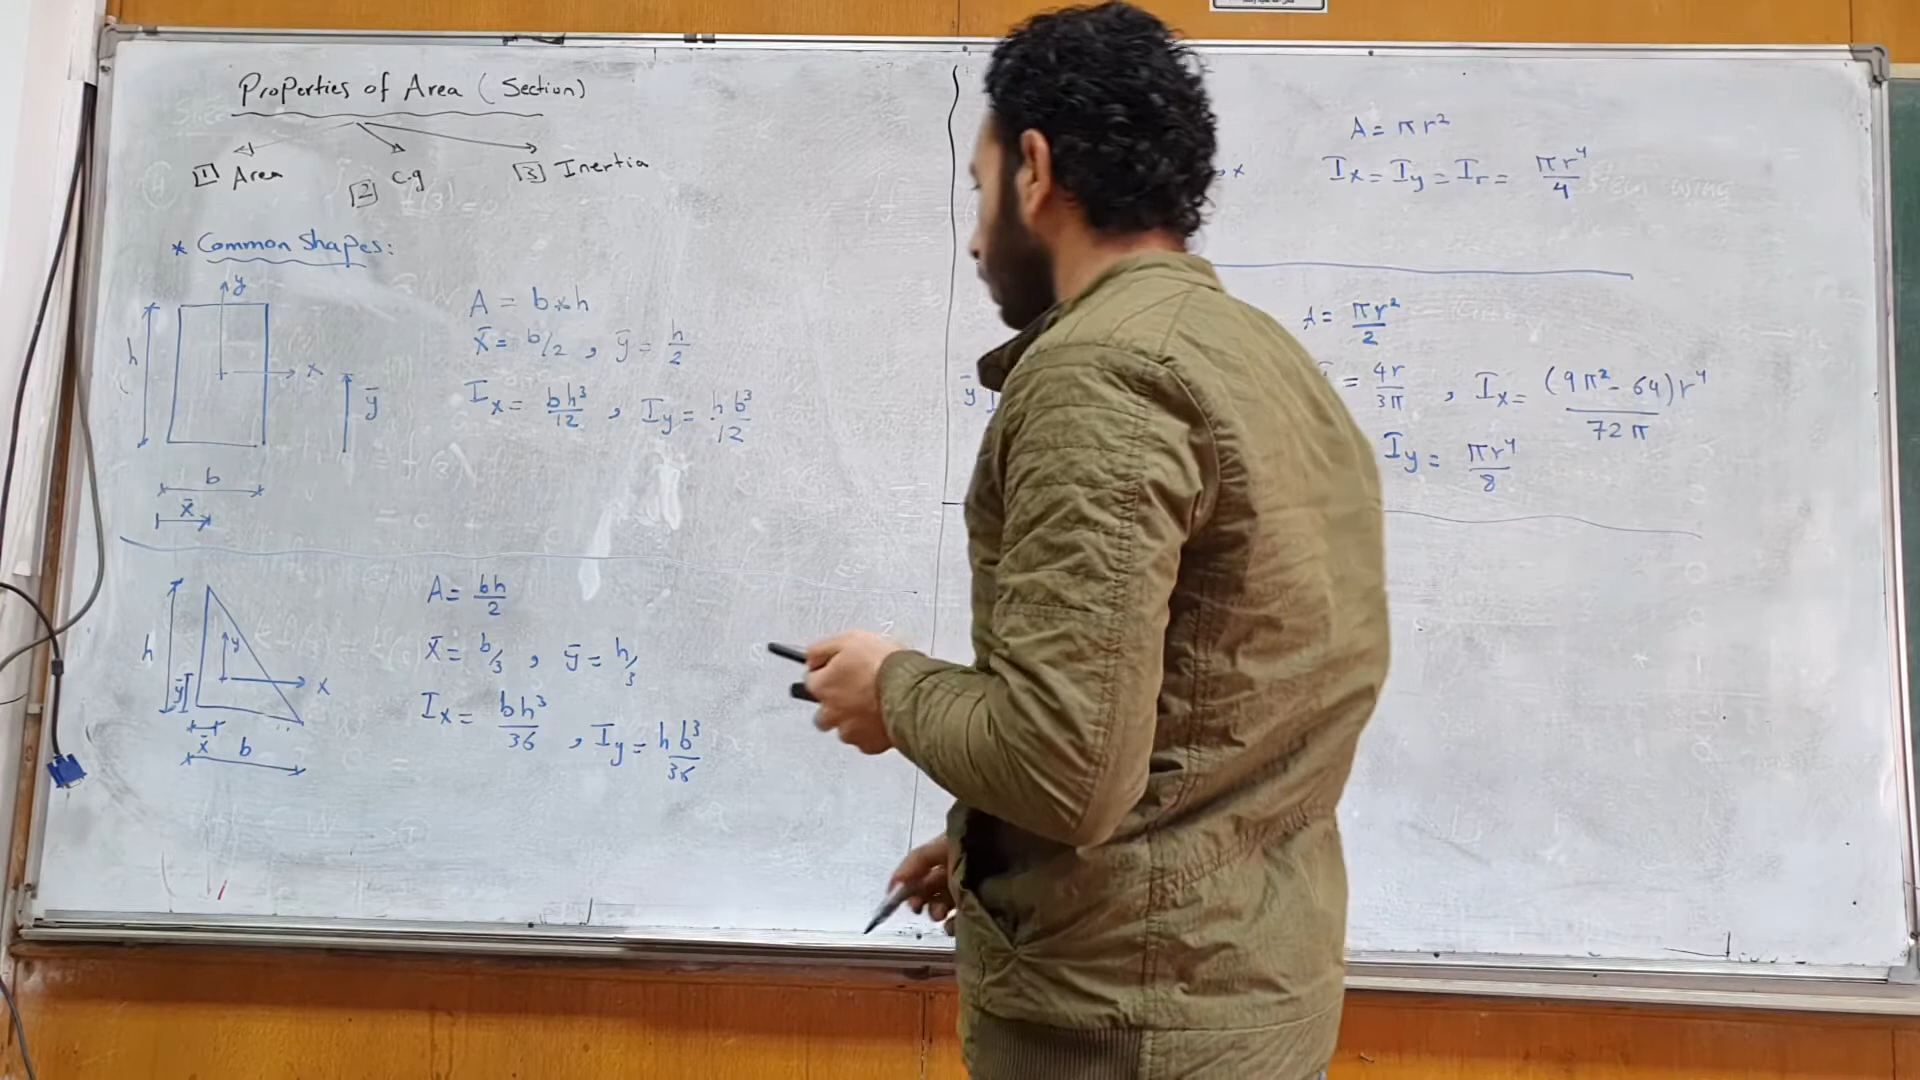 Properties of Area (Section)
1 Area
2 C.g
3 Inertia
* Common Shapes:
y
h
x
ȳ
b
x̄
A = b×h
x̄ = b/2 , ȳ = h/2
Ix = bh³/12 , Iy = hb³/12
h
y
x
ȳ
x̄
b
A = bh/2
x̄ = b/3 , ȳ = h/3
Ix = bh³/36 , Iy = hb³/36
x
A = πr²
Ix = Iy = Ir = πr⁴/4
ȳ
A = πr²/2
= 4r/3π , Ix = (9π² - 64)r⁴/72π
Iy = πr⁴/8